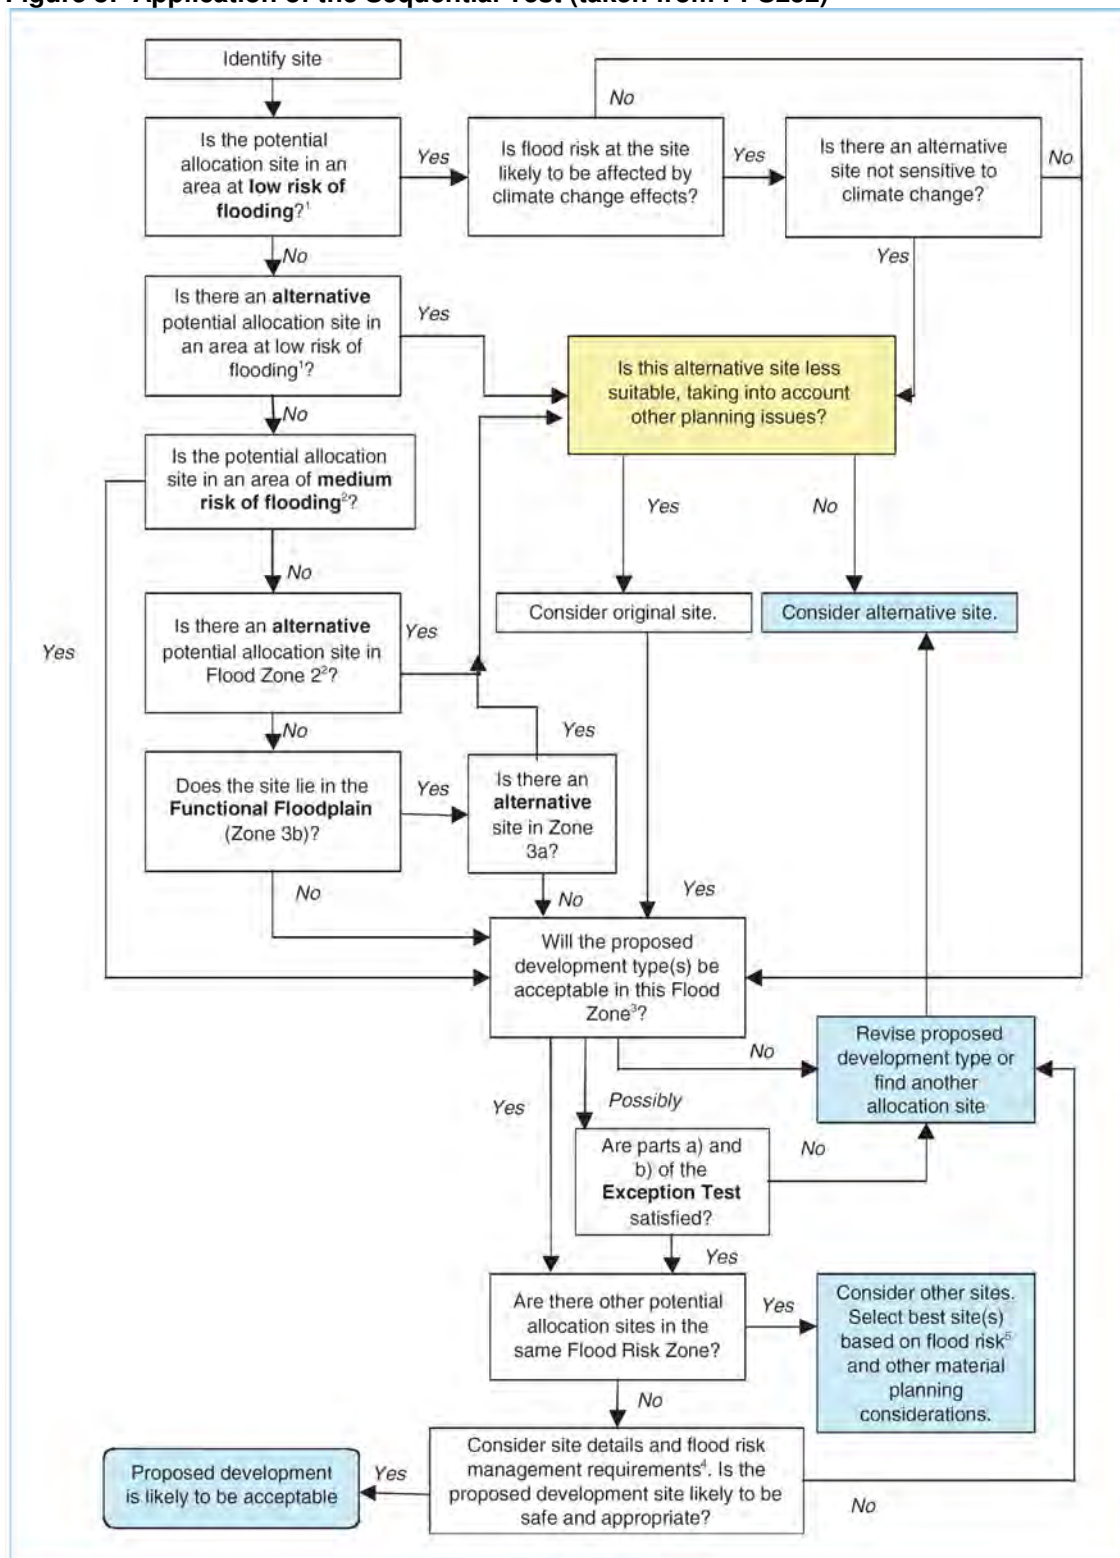 Figure 3: Application of the Sequential Test (taken from PPS25)
Identify site
No
Is the potential
allocation site in an
area at low risk of
flooding?¹
Yes
Is flood risk at the site
likely to be affected by
climate change effects?
Yes
Is there an alternative
site not sensitive to
climate change?
No
No
Yes
Is there an alternative
potential allocation site in
an area at low risk of
flooding¹?
Yes
Is this alternative site less
suitable, taking into account
other planning issues?
No
Is the potential allocation
site in an area of medium
risk of flooding²?
Yes
No
No
Consider original site.
Consider alternative site.
Yes
Is there an alternative
potential allocation site in
Flood Zone 2²?
Yes
No
Yes
Does the site lie in the
Functional Floodplain
(Zone 3b)?
Yes
Is there an
alternative
site in Zone
3a?
No
No
Yes
Will the proposed
development type(s) be
acceptable in this Flood
Zone³?
No
Revise proposed
development type or
find another
allocation site
Yes
Possibly
Are parts a) and
b) of the
Exception Test
satisfied?
No
Yes
Are there other potential
allocation sites in the
same Flood Risk Zone?
Yes
Consider other sites.
Select best site(s)
based on flood risk⁵
and other material
planning
considerations.
No
Consider site details and flood risk
management requirements⁴. Is the
proposed development site likely to be
safe and appropriate?
Yes
Proposed development
is likely to be acceptable
No